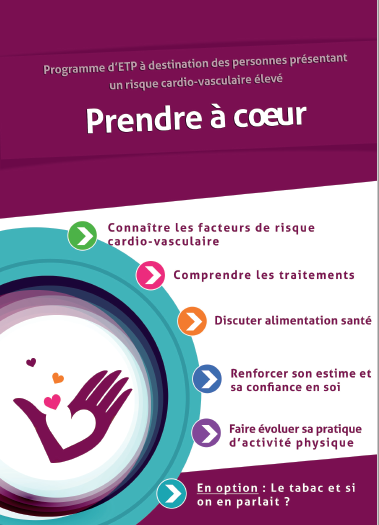 Programme d'ETP à destination des personnes présentant
un risque cardio-vasculaire élevé
Prendre à cœur
Connaître les facteurs de risque
cardio-vasculaire
Comprendre les traitements
Discuter alimentation santé
Renforcer son estime et
sa confiance en soi
Faire évoluer sa pratique
d'activité physique
En option : Le tabac et si
on en parlait ?